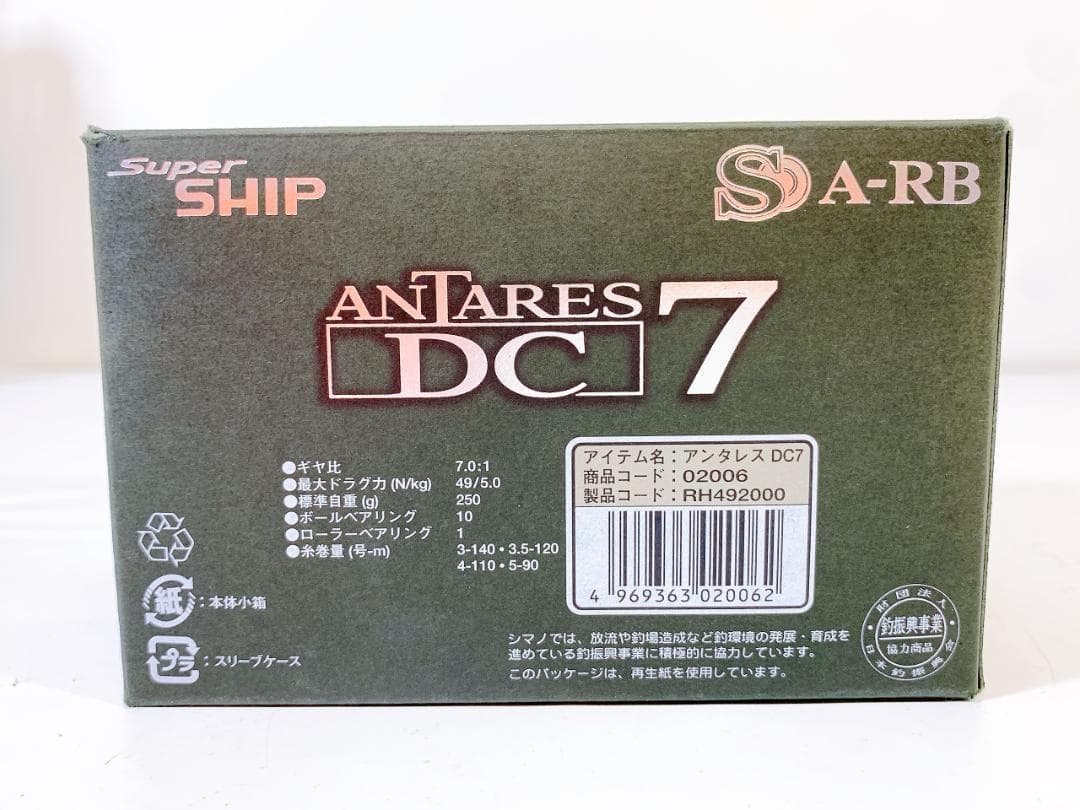 Super
SHIP
S A-RB
ANTARES
DC 7
●ギヤ比 7.0:1
●最大ドラグ力 (N/kg) 49/5.0
●標準自重 (g) 250
●ボールベアリング 10
●ローラーベアリング 1
●糸巻量 (号-m) 3-140・3.5-120
4-110・5-90
アイテム名：アンタレス DC7
商品コード：02006
製品コード：RH492000
4 969363 020062
紙：本体小箱
プラ：スリーブケース
シマノでは、放流や釣場造成など釣環境の発展・育成を
進めている釣振興事業に積極的に協力しています。
このパッケージは、再生紙を使用しています。
財団法人
釣振興事業
協力商品
日本釣振興会